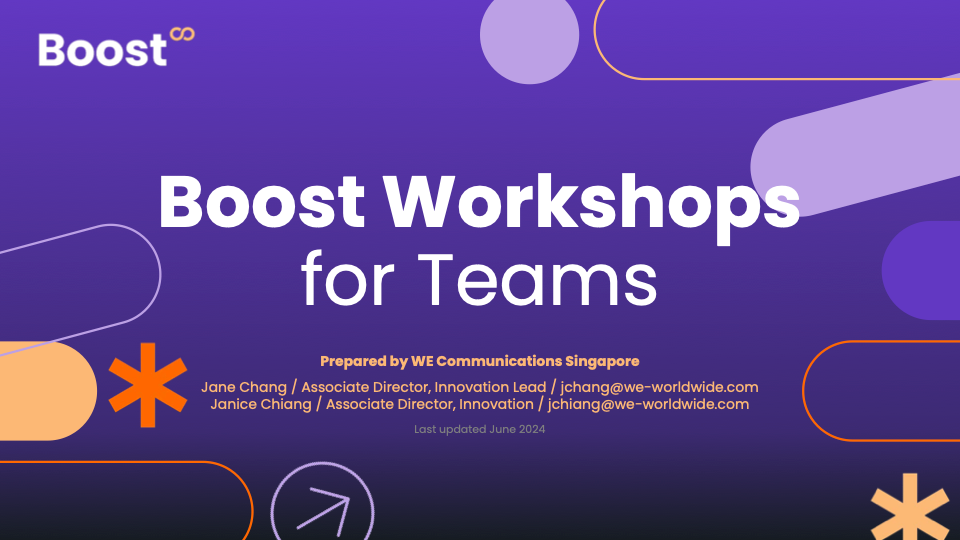 Boost∞
Boost Workshops
for Teams
Prepared by WE Communications Singapore
Jane Chang / Associate Director, Innovation Lead / jchang@we-worldwide.com
Janice Chiang / Associate Director, Innovation / jchiang@we-worldwide.com
Last updated June 2024